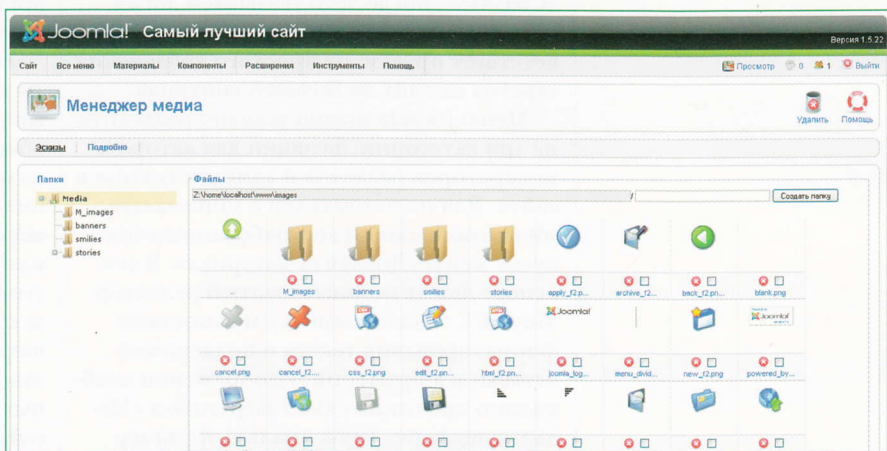 Joomla! Самый лучший сайт
Версия 1.5.22
Сайт Все меню Материалы Компоненты Расширения Инструменты Помощь
Просмотр 0 1 Выйти
Менеджер медиа
Удалить Помощь
Эскизы Подробно
Папки
Media
M_images
banners
smilies
stories
Файлы
Z:\home\localhost\www\images / Создать папку
M_images banners smilies stories apply_f2.p... archive_f2... back_f2.pn... blank.png
Joomla!
Joomla!
cancel.png cancel_f2.... css_f2.png edit_f2.pn... html_f2.pn... joomla_log... menu_divid... new_f2.png powered_by...